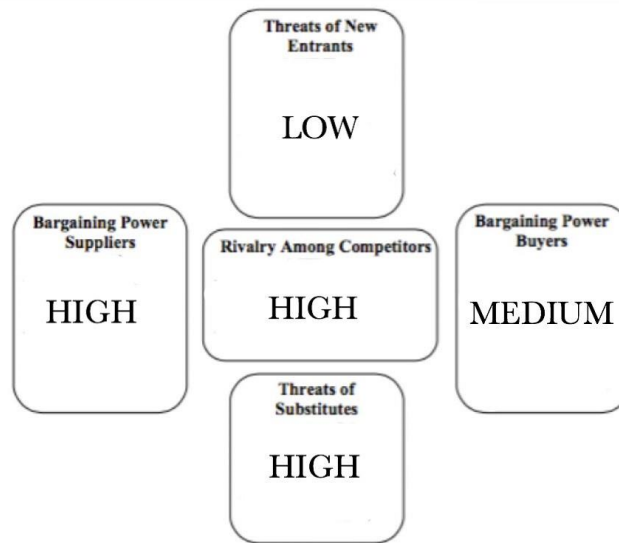 Threats of New
Entrants
LOW
Bargaining Power
Suppliers
HIGH
Rivalry Among Competitors
HIGH
Bargaining Power
Buyers
MEDIUM
Threats of
Substitutes
HIGH